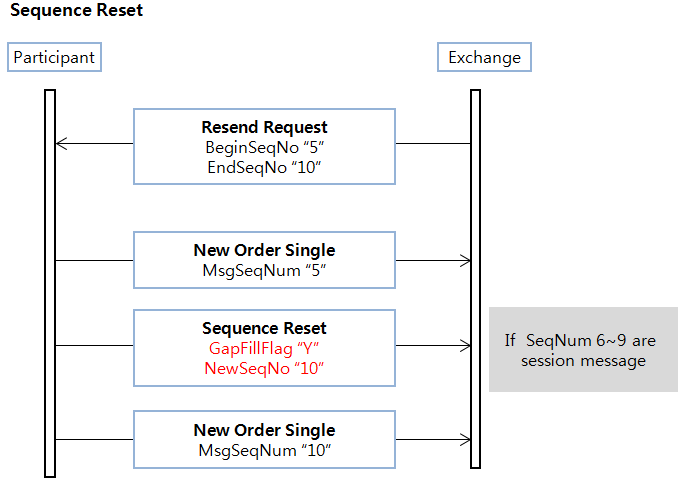 Sequence Reset
Participant
Exchange
Resend Request
BeginSeqNo “5”
EndSeqNo “10”
New Order Single
MsgSeqNum “5”
Sequence Reset
GapFillFlag “Y”
NewSeqNo “10”
If SeqNum 6~9 are
session message
New Order Single
MsgSeqNum “10”